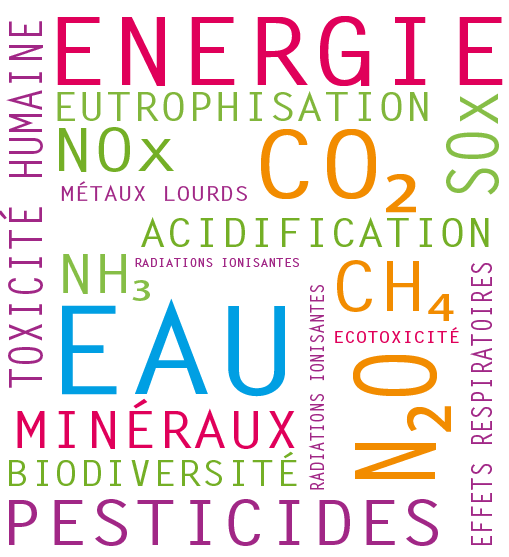 ENERGIE
TOXICITÉ HUMAINE
EUTROPHISATION
NOx
CO₂
SOx
MÉTAUX LOURDS
ACIDIFICATION
NH₃
RADIATIONS IONISANTES
CH₄
EAU
RADIATIONS IONISANTES
ECOTOXICITÉ
N₂O
EFFETS RESPIRATOIRES
MINÉRAUX
BIODIVERSITÉ
PESTICIDES